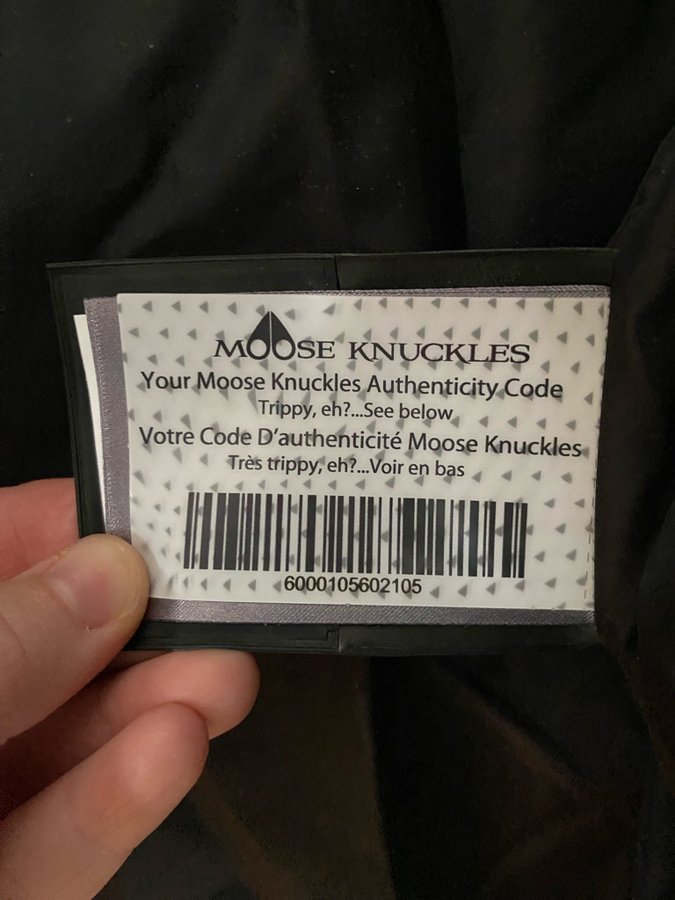 MOOSE KNUCKLES
Your Moose Knuckles Authenticity Code
Trippy, eh?...See below
Votre Code D'authenticité Moose Knuckles
Très trippy, eh?...Voir en bas
6000105602105